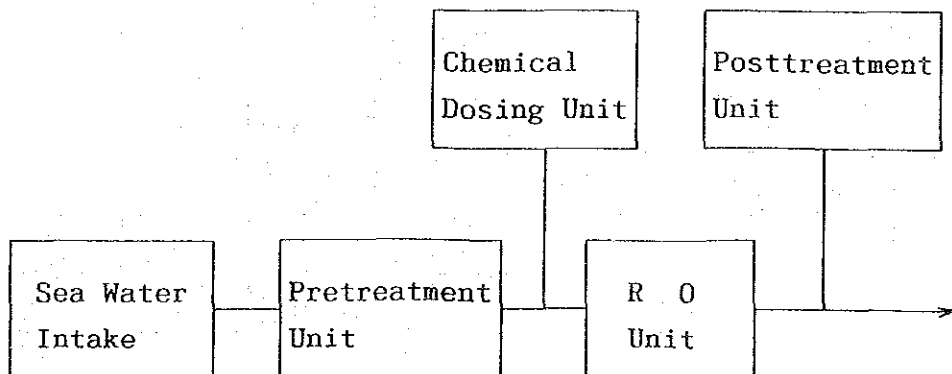 Chemical
Dosing Unit
Posttreatment
Unit
Sea Water
Intake
Pretreatment
Unit
R O
Unit